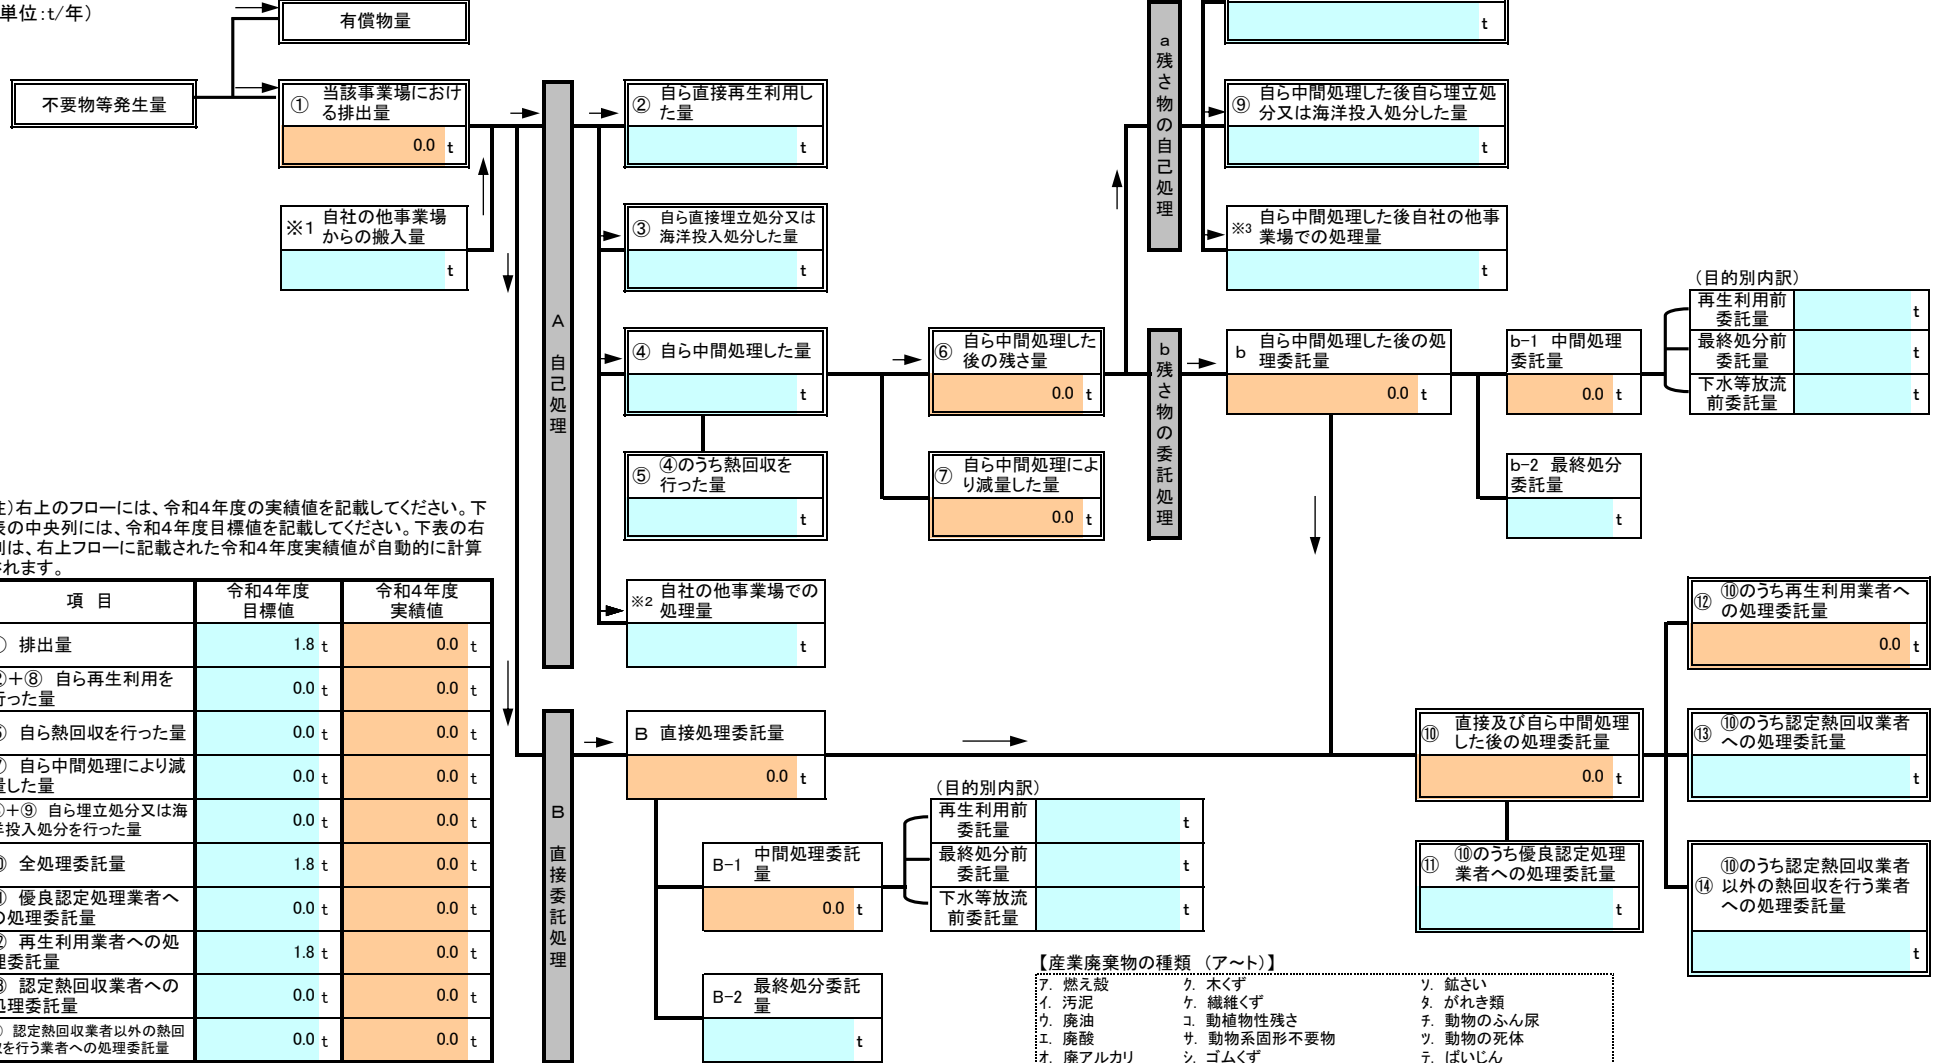 単位:t/年）
有償物量
不要物等発生量
① 当該事業場におけ
る排出量
0.0 t
※1 自社の他事業場
からの搬入量
t
A 自己処理
② 自ら直接再生利用し
た量
t
③ 自ら直接埋立処分又は
海洋投入処分した量
t
④ 自ら中間処理した量
t
⑤ ④のうち熱回収を
行った量
t
※2 自社の他事業場での
処理量
t
⑥ 自ら中間処理した
後の残さ量
0.0 t
⑦ 自ら中間処理によ
り減量した量
0.0 t
a 残さ物の自己処理
t
⑨ 自ら中間処理した後自ら埋立処
分又は海洋投入処分した量
t
※3 自ら中間処理した後自社の他事
業場での処理量
t
b 残さ物の委託処理
b 自ら中間処理した後の処
理委託量
0.0 t
b-1 中間処理
委託量
0.0 t
b-2 最終処分
委託量
t
（目的別内訳）
再生利用前
委託量
t
最終処分前
委託量
t
下水等放流
前委託量
t
注）右上のフローには、令和4年度の実績値を記載してください。下
表の中央列には、令和4年度目標値を記載してください。下表の右
列は、右上フローに記載された令和4年度実績値が自動的に計算
されます。
項 目 令和4年度
目標値 令和4年度
実績値
排出量 1.8 t 0.0 t
②+⑧ 自ら再生利用を
行った量 0.0 t 0.0 t
自ら熱回収を行った量 0.0 t 0.0 t
自ら中間処理により減
量した量 0.0 t 0.0 t
+⑨ 自ら埋立処分又は海
洋投入処分を行った量 0.0 t 0.0 t
全処理委託量 1.8 t 0.0 t
優良認定処理業者へ
の処理委託量 0.0 t 0.0 t
再生利用業者への処
理委託量 1.8 t 0.0 t
認定熱回収業者への
処理委託量 0.0 t 0.0 t
認定熱回収業者以外の熱回
収を行う業者への処理委託量 0.0 t 0.0 t
B 直接委託処理
B 直接処理委託量
0.0 t
B-1 中間処理委託
量
0.0 t
B-2 最終処分委託
量
t
（目的別内訳）
再生利用前
委託量
t
最終処分前
委託量
t
下水等放流
前委託量
t
⑩ 直接及び自ら中間処理
した後の処理委託量
0.0 t
⑪ ⑩のうち優良認定処理
業者への処理委託量
t
⑫ ⑩のうち再生利用業者へ
の処理委託量
0.0 t
⑬ ⑩のうち認定熱回収業者
への処理委託量
t
⑭ ⑩のうち認定熱回収業者
以外の熱回収を行う業者
への処理委託量
t
【産業廃棄物の種類 （ア～ト）】
ア. 燃え殻 ク. 木くず ソ. 鉱さい
イ. 汚泥 ケ. 繊維くず タ. がれき類
ウ. 廃油 コ. 動植物性残さ チ. 動物のふん尿
エ. 廃酸 サ. 動物系固形不要物 ツ. 動物の死体
オ. 廃アルカリ シ. ゴムくず テ. ばいじん